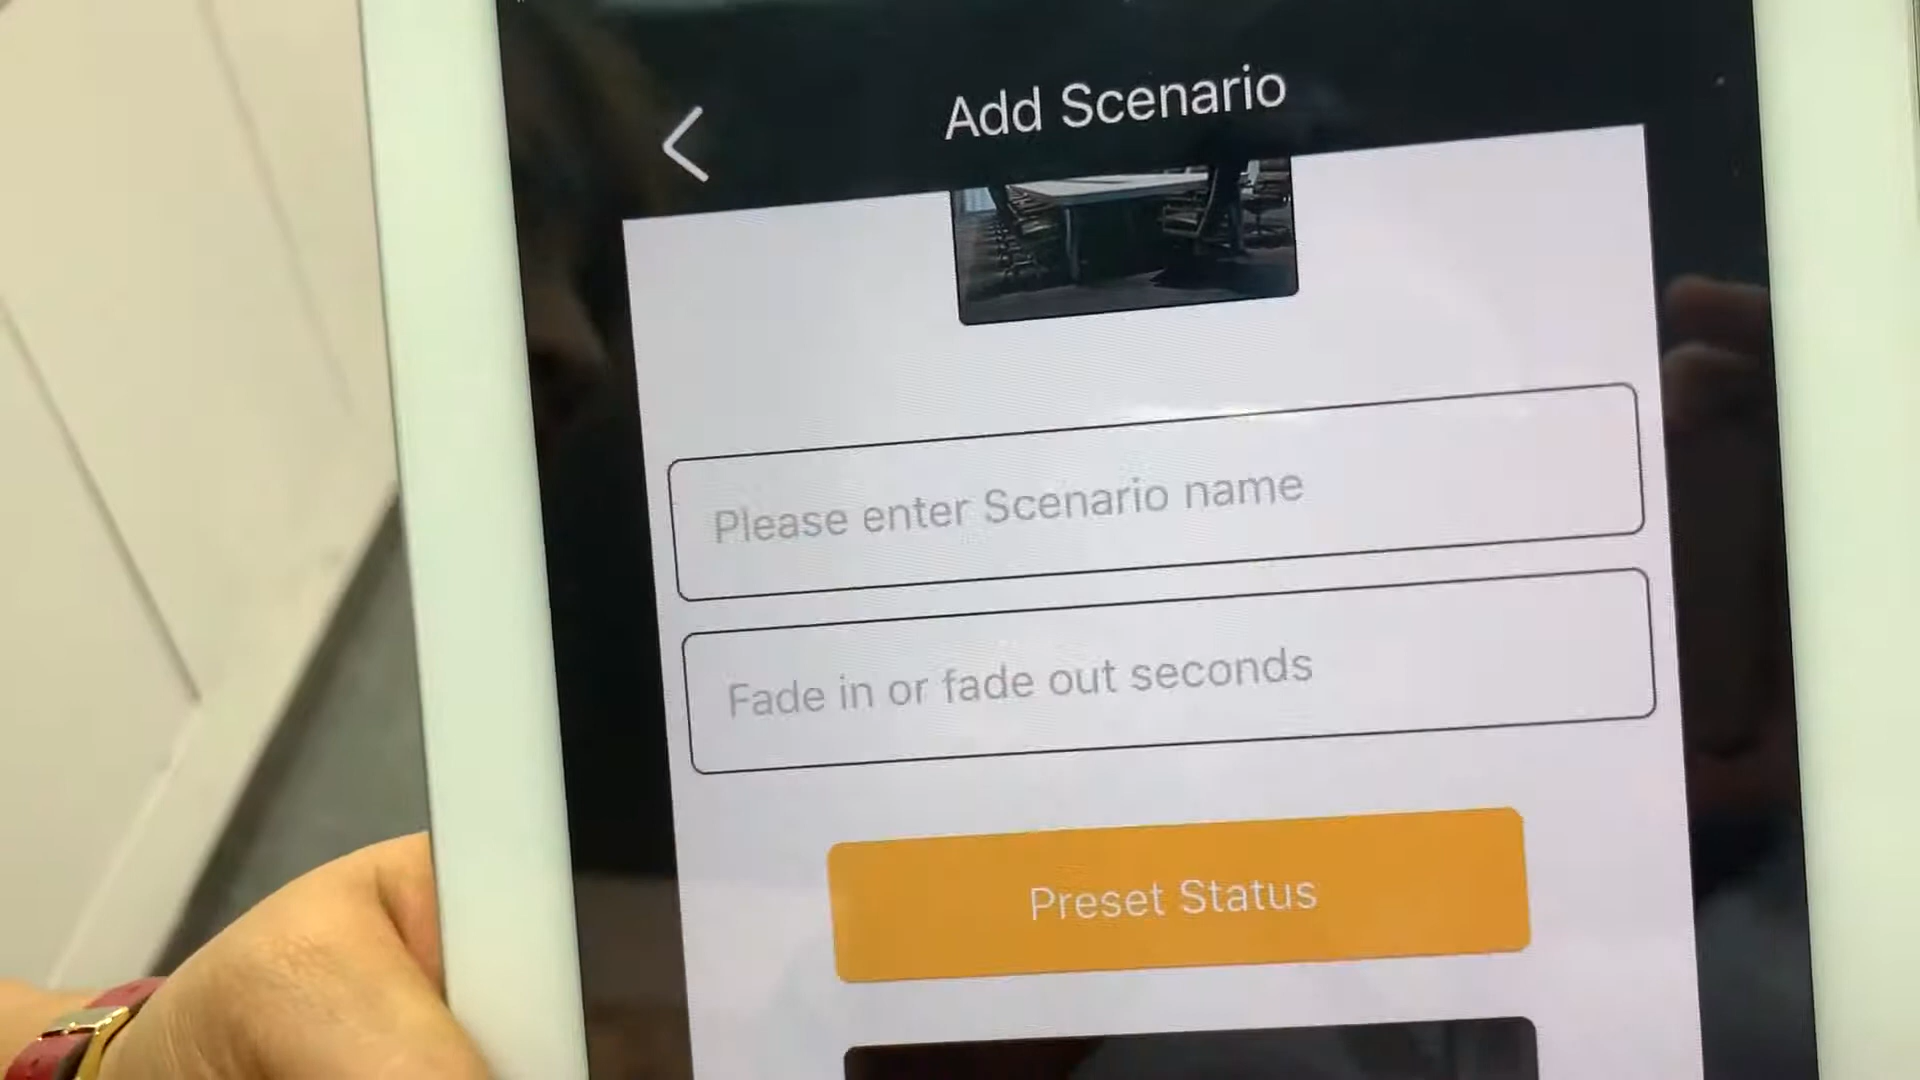 Add Scenario
Please enter Scenario name
Fade in or fade out seconds
Preset Status